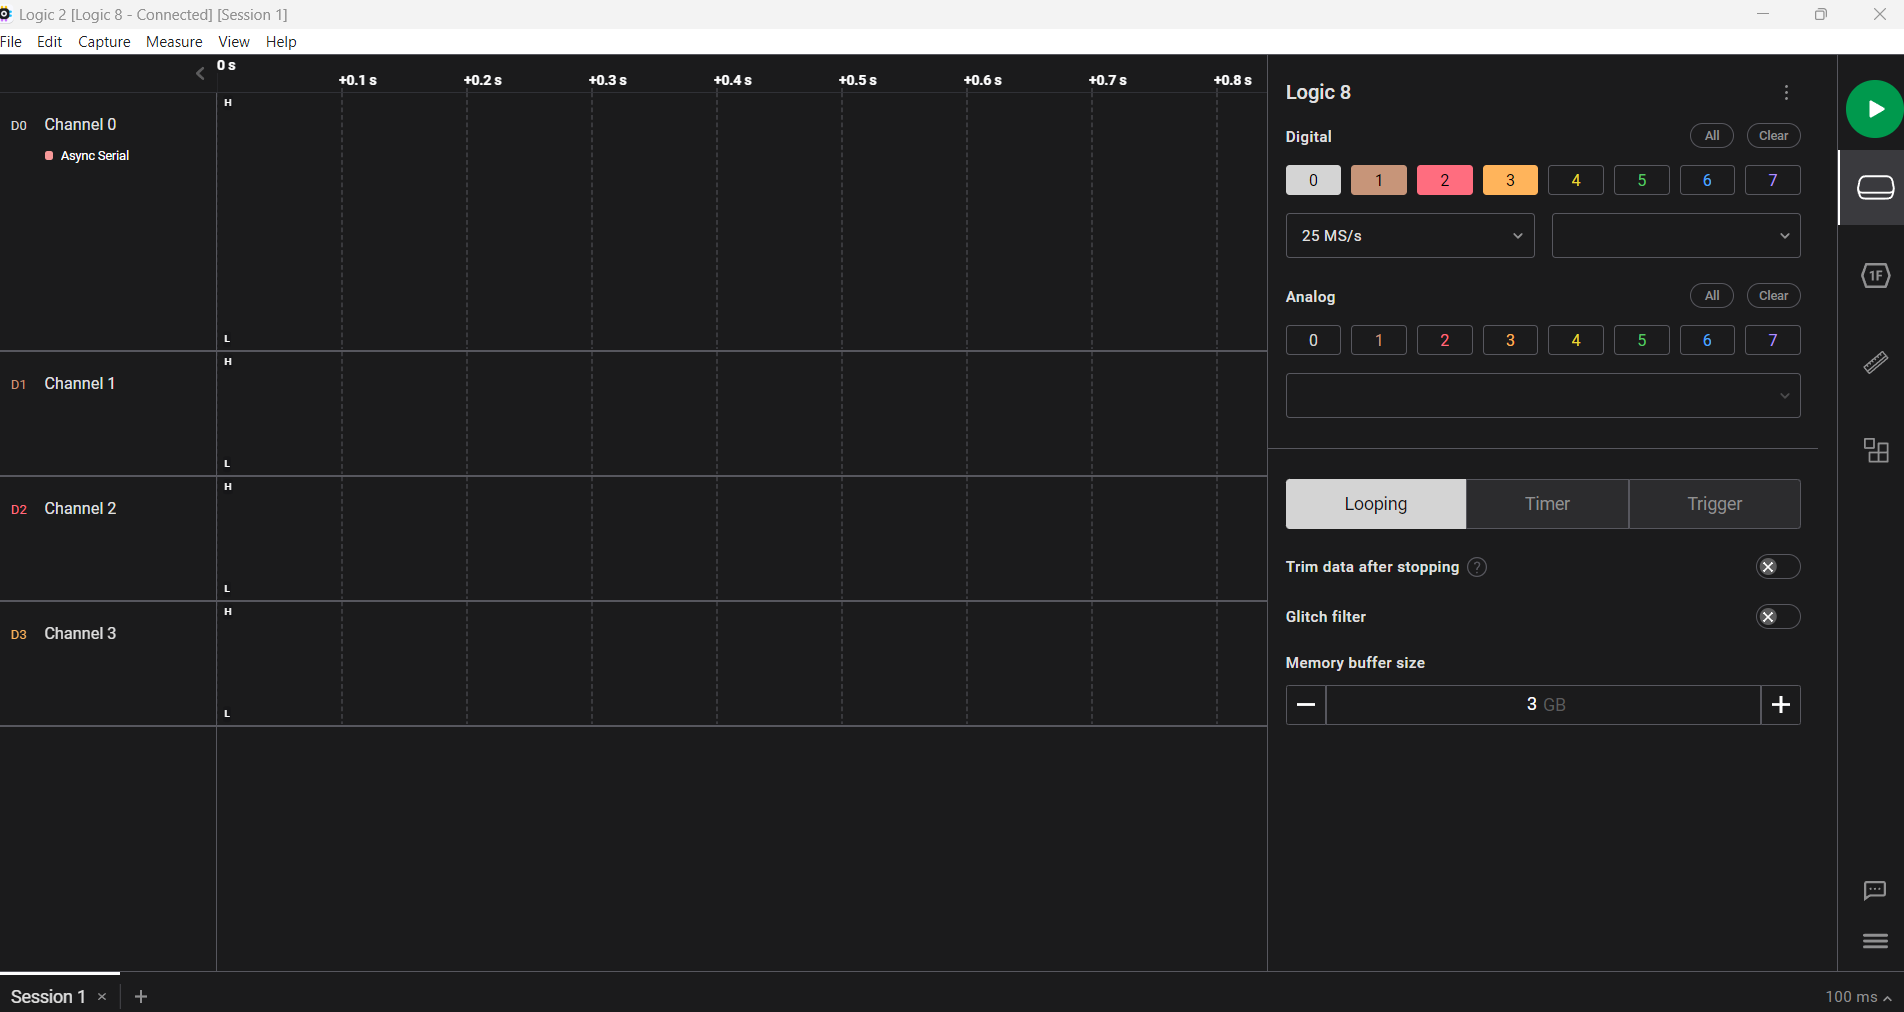 Logic 2 [Logic 8 - Connected] [Session 1]
File Edit Capture Measure View Help
0 s
+0.1 s +0.2 s +0.3 s +0.4 s +0.5 s +0.6 s +0.7 s +0.8 s
D0 Channel 0
Async Serial
H
L
D1 Channel 1
H
L
D2 Channel 2
H
L
D3 Channel 3
H
L
Logic 8
Digital All Clear
0 1 2 3 4 5 6 7
25 MS/s
Analog All Clear
0 1 2 3 4 5 6 7
Looping Timer Trigger
Trim data after stopping ?
Glitch filter
Memory buffer size
3 GB
1F
Session 1
100 ms